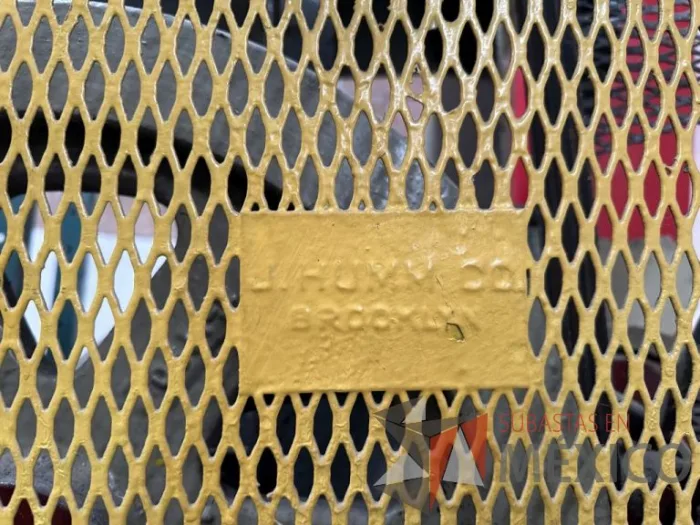 J. HUMM CO.
BROOKLYN
SUBASTAS EN
MEXICO